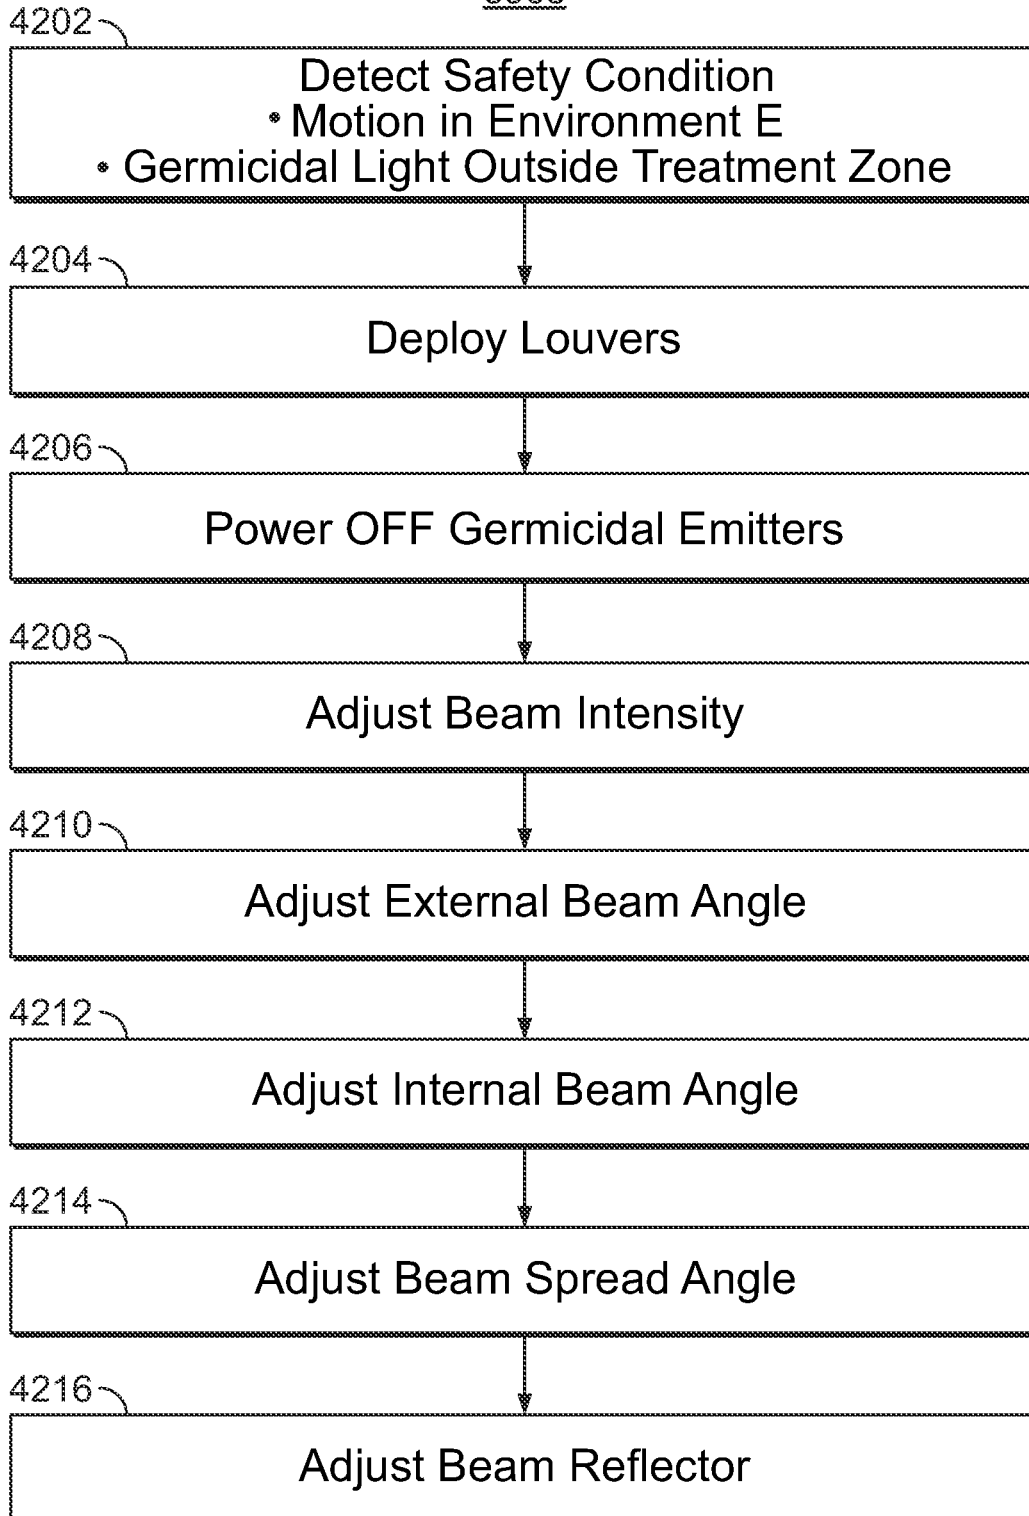 4202
Detect Safety Condition
• Motion in Environment E
• Germicidal Light Outside Treatment Zone
4204
Deploy Louvers
4206
Power OFF Germicidal Emitters
4208
Adjust Beam Intensity
4210
Adjust External Beam Angle
4212
Adjust Internal Beam Angle
4214
Adjust Beam Spread Angle
4216
Adjust Beam Reflector